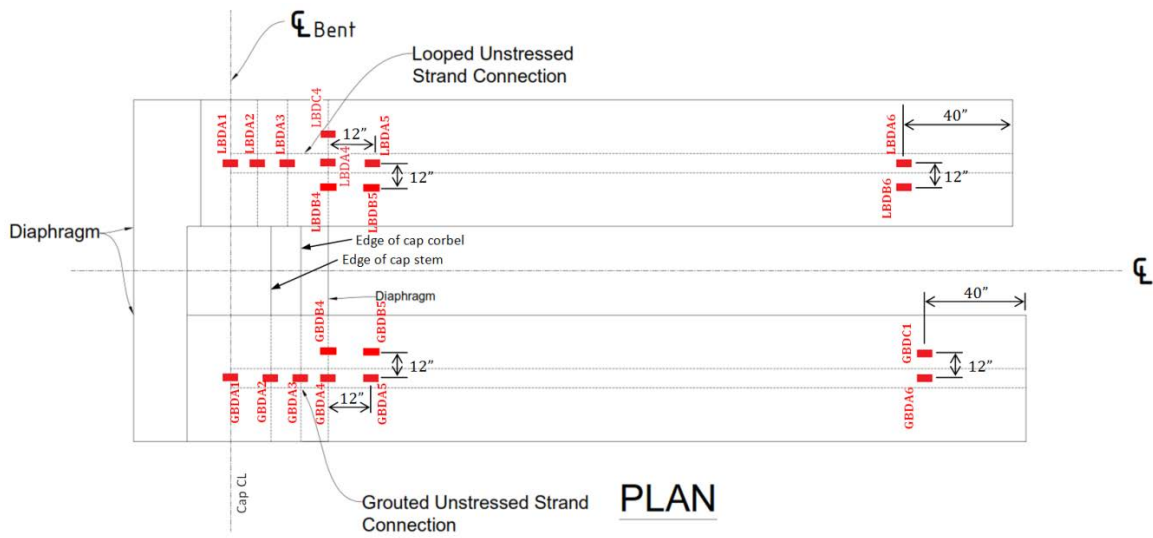 ℄ Bent
Looped Unstressed
Strand Connection
LBDA1
LBDA2
LBDA3
LBDC4
12"
LBDA5
LBDA4
12"
LBDB4
LBDB5
LBDA6
40"
12"
LBDB6
Diaphragm
Edge of cap corbel
Edge of cap stem
℄
Diaphragm
GBDB4
GBDB5
40"
GBDC1
12"
12"
GBDA1
GBDA2
GBDA3
GBDA4
12"
GBDA5
GBDA6
Cap CL
Grouted Unstressed Strand
Connection
PLAN